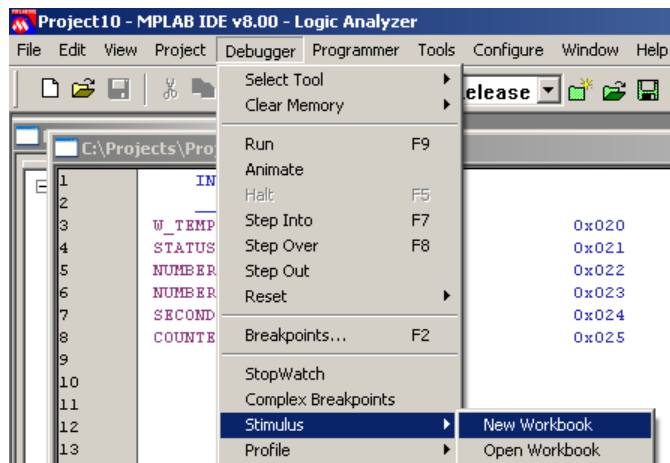 Project10 - MPLAB IDE v8.00 - Logic Analyzer
File Edit View Project Debugger Programmer Tools Configure Window Help
Select Tool
Clear Memory
Run F9
Animate
Halt F5
Step Into F7
Step Over F8
Step Out
Reset
Breakpoints... F2
StopWatch
Complex Breakpoints
Stimulus
Profile
New Workbook
Open Workbook
C:\Projects\Pro
1 IN
2
3 W_TEMP 0x020
4 STATUS 0x021
5 NUMBER 0x022
6 NUMBER 0x023
7 SECOND 0x024
8 COUNTE 0x025
9
10
11
12
13